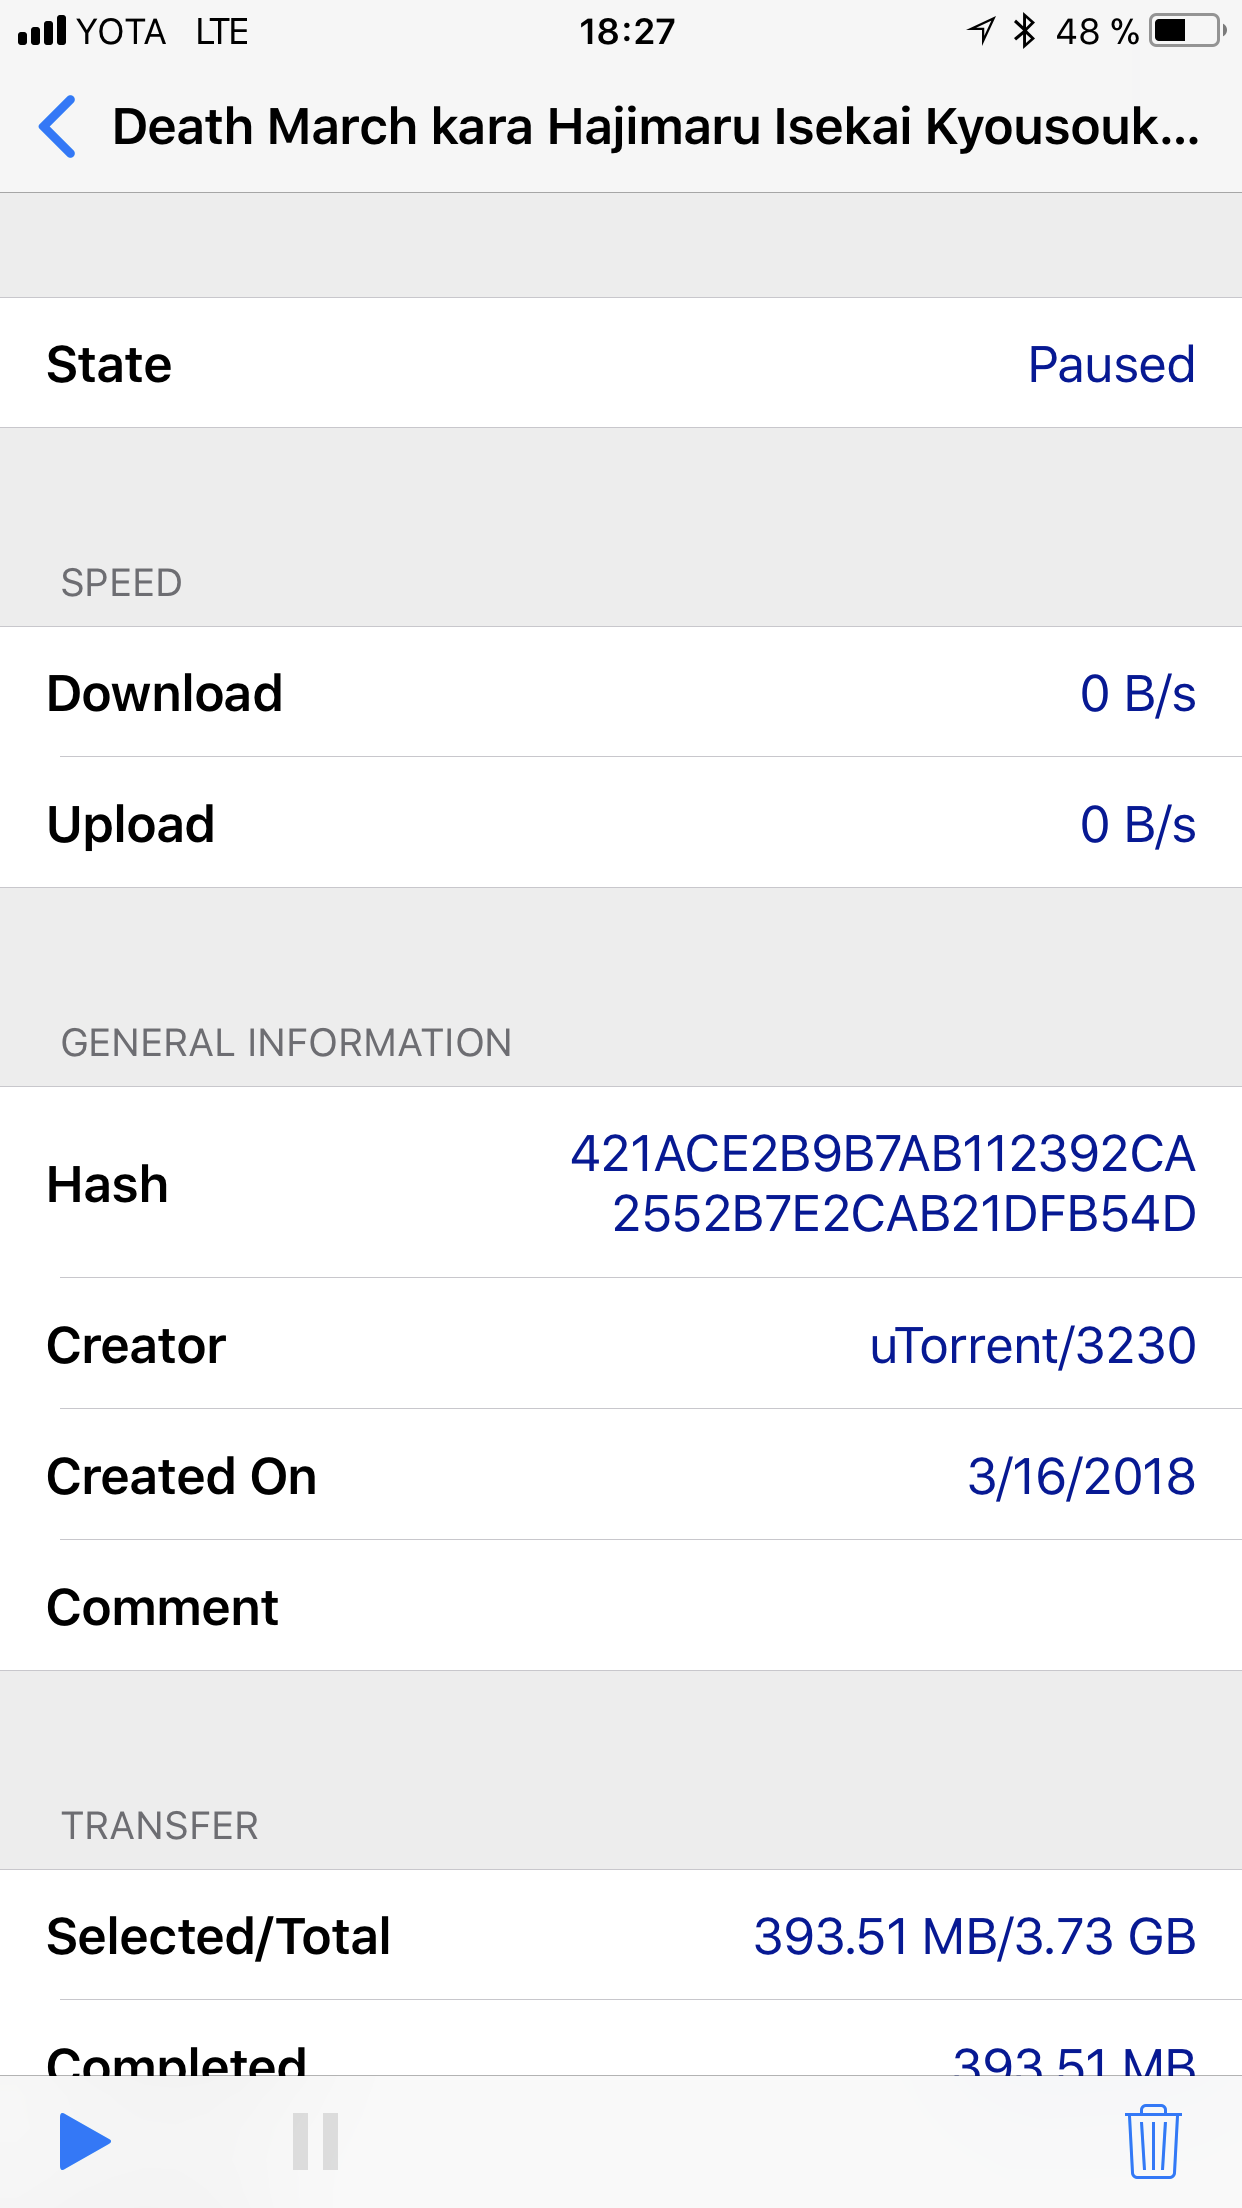 YOTA LTE 18:27 48 %
Death March kara Hajimaru Isekai Kyousouk...
State Paused
SPEED
Download 0 B/s
Upload 0 B/s
GENERAL INFORMATION
Hash 421ACE2B9B7AB112392CA
2552B7E2CAB21DFB54D
Creator uTorrent/3230
Created On 3/16/2018
Comment
TRANSFER
Selected/Total 393.51 MB/3.73 GB
Completed 393.51 MB